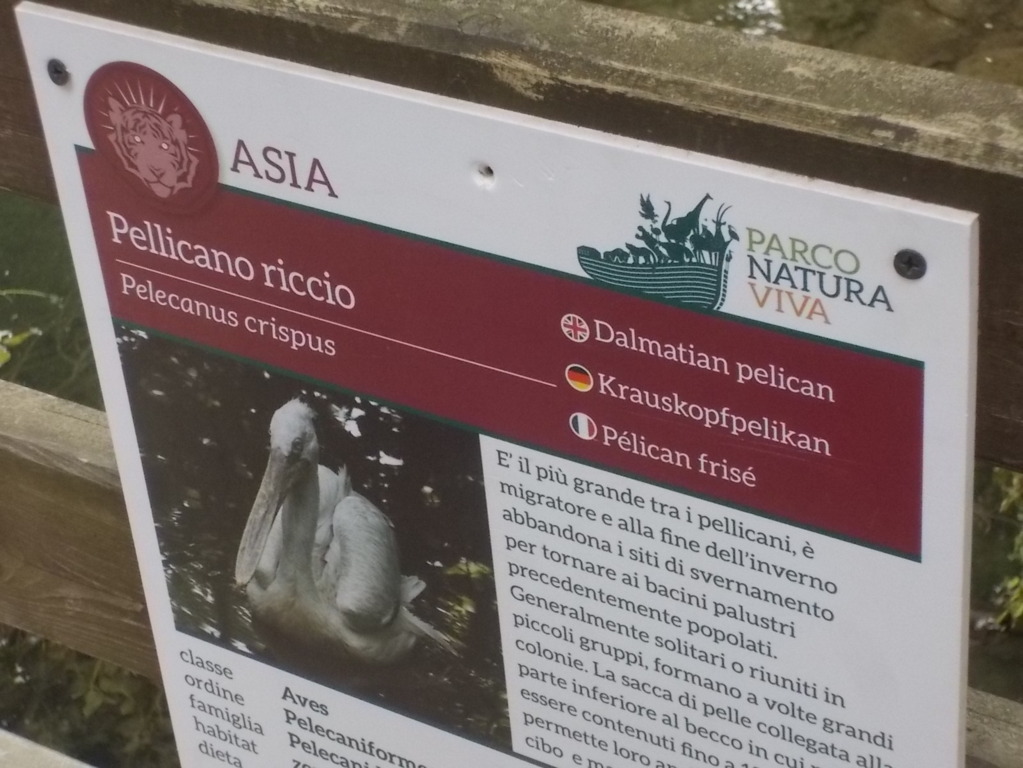 ASIA
PARCO
NATURA
VIVA
Pellicano riccio
Pelecanus crispus
Dalmatian pelican
Krauskopfpelikan
Pélican frisé
E' il più grande tra i pellicani, è
migratore e alla fine dell'inverno
abbandona i siti di svernamento
per tornare ai bacini palustri
precedentemente popolati.
Generalmente solitari o riuniti in
piccoli gruppi, formano a volte grandi
colonie. La sacca di pelle collegata alla
parte inferiore al becco in cui
essere contenuti fino a
permette loro
cibo e
classe Aves
ordine Pelecaniforme
famiglia Pelecani
habitat
dieta